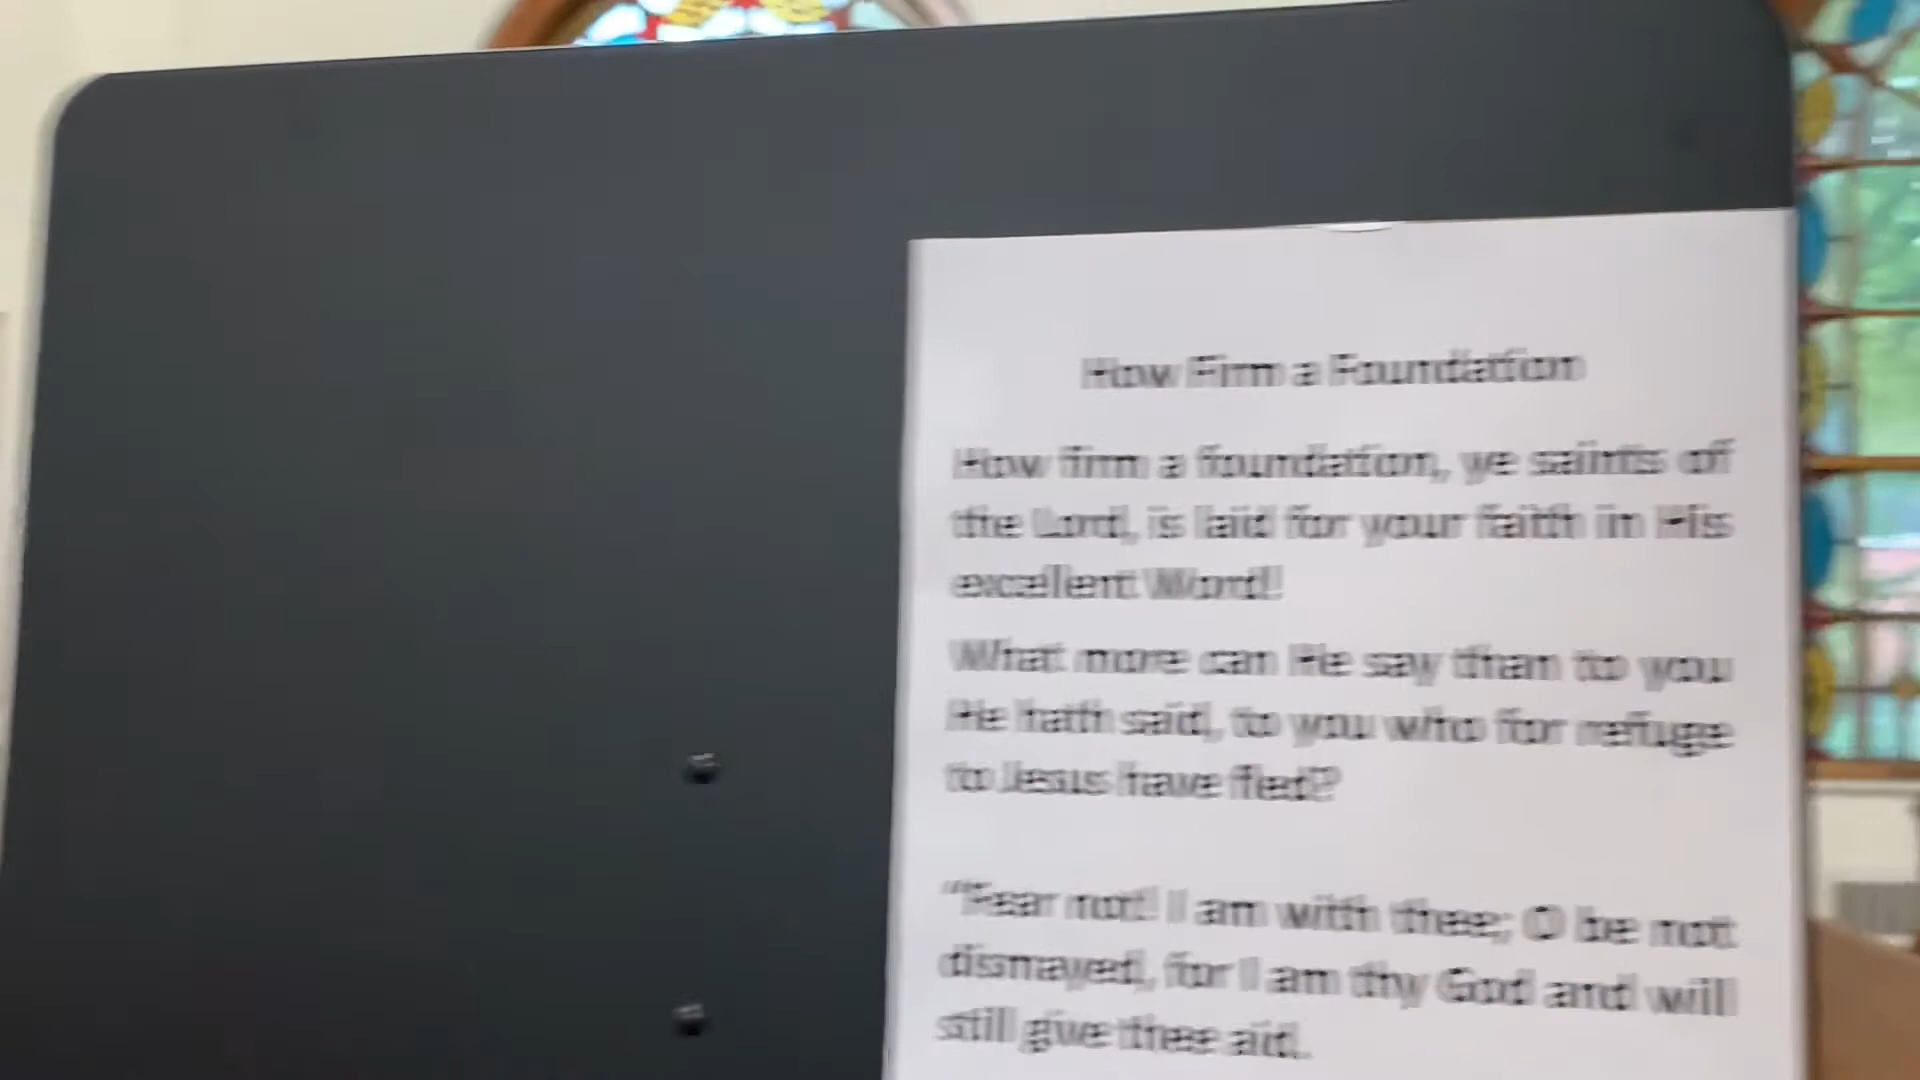 How Firm a Foundation
How firm a foundation, ye saints of
the Lord, is laid for your faith in His
excellent Word!
What more can He say than to you
He hath said, to you who for refuge
to Jesus have fled?
“Fear not! I am with thee; O be not
dismayed, for I am thy God and will
still give thee aid.